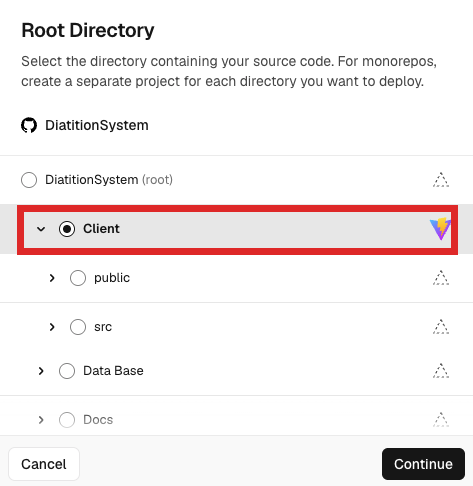 Root Directory
Select the directory containing your source code. For monorepos,
create a separate project for each directory you want to deploy.
DiatitionSystem
DiatitionSystem (root)
Client
public
src
Data Base
Docs
Cancel
Continue